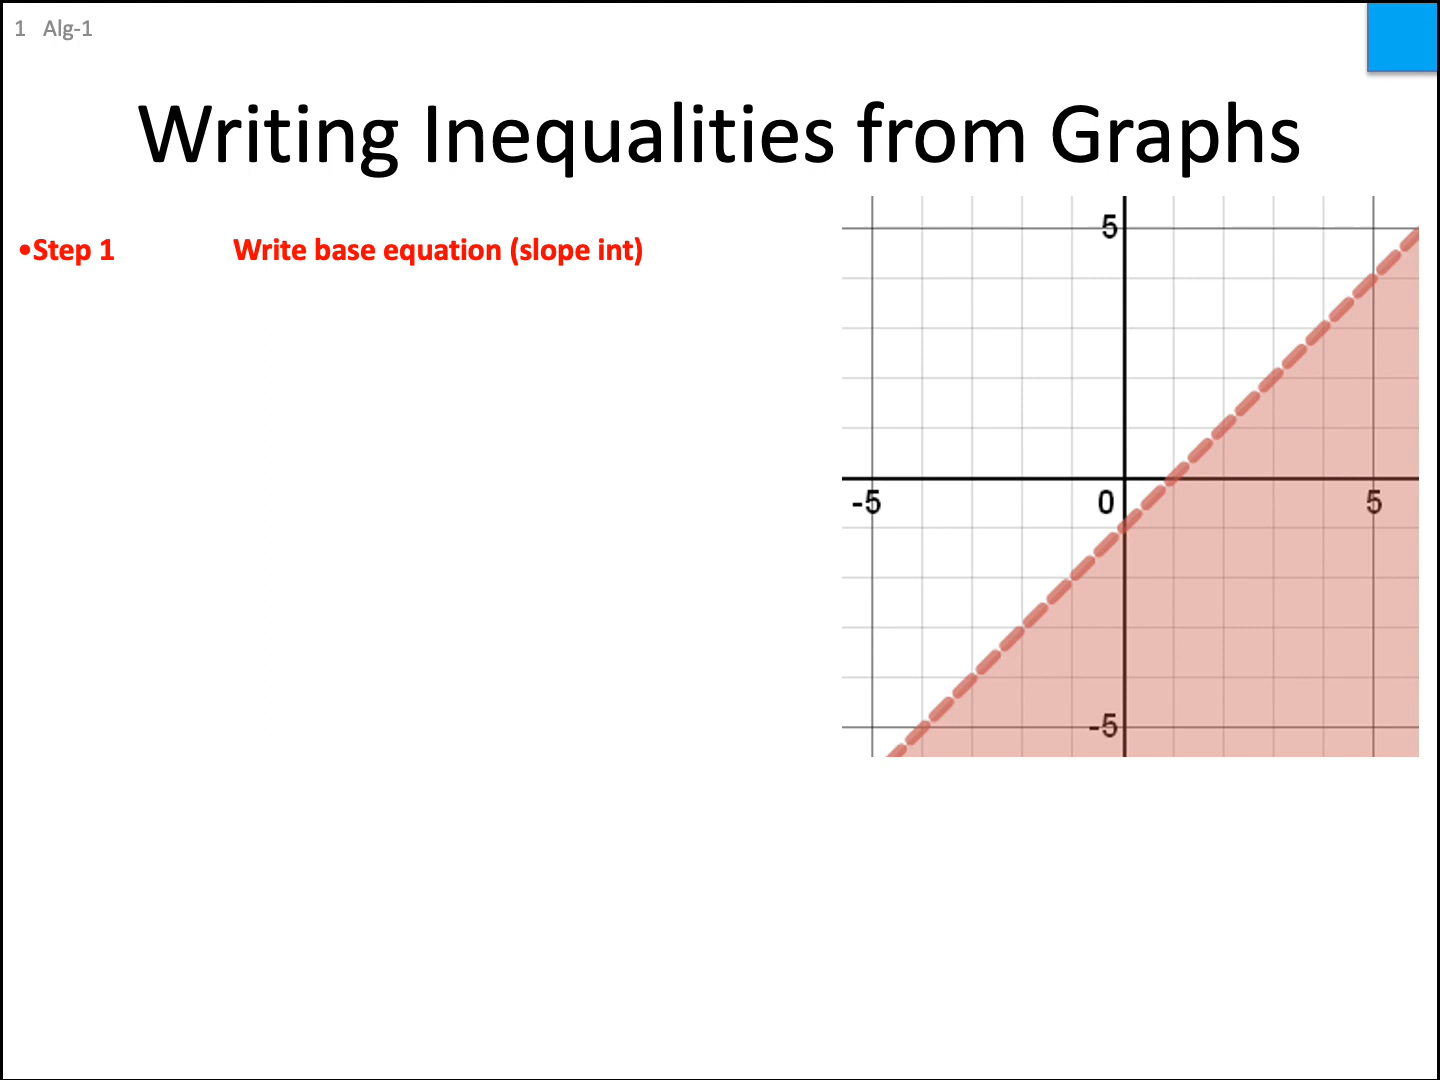 1 Alg-1
Writing Inequalities from Graphs
•Step 1 Write base equation (slope int)
5
-5 0 5
-5